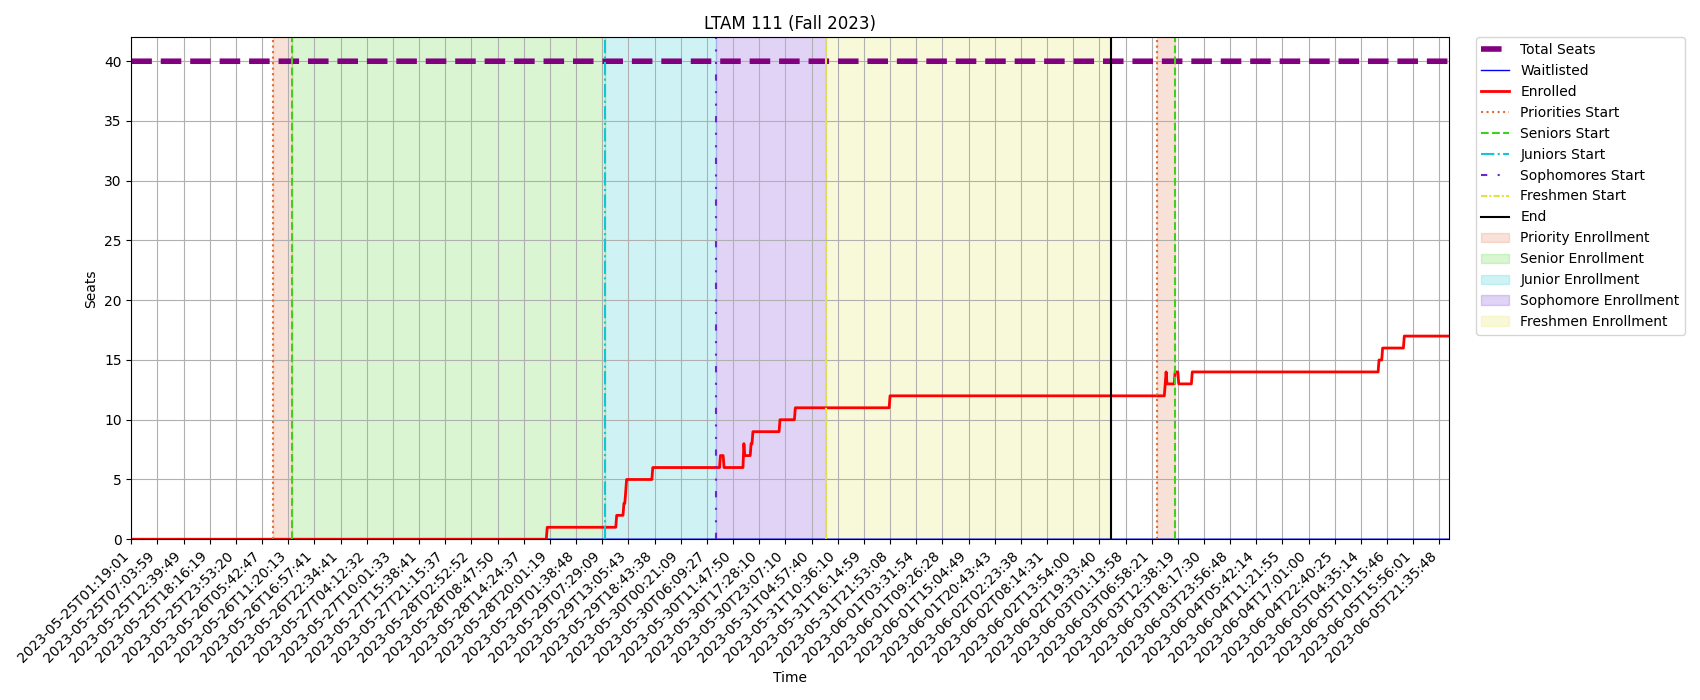 LTAM 111 (Fall 2023)
Seats
40
35
30
25
20
15
10
5
0
2023-05-25T01:19:01
2023-05-25T07:03:59
2023-05-25T12:39:49
2023-05-25T18:16:19
2023-05-25T23:53:20
2023-05-26T05:42:47
2023-05-26T11:20:13
2023-05-26T16:57:41
2023-05-26T22:34:41
2023-05-27T04:12:32
2023-05-27T10:01:33
2023-05-27T15:38:41
2023-05-27T21:15:37
2023-05-28T02:52:52
2023-05-28T08:47:50
2023-05-28T14:24:37
2023-05-28T20:01:19
2023-05-29T01:38:48
2023-05-29T07:29:09
2023-05-29T13:05:43
2023-05-29T18:43:38
2023-05-30T00:21:09
2023-05-30T06:09:27
2023-05-30T11:47:50
2023-05-30T17:28:10
2023-05-30T23:07:10
2023-05-31T04:57:40
2023-05-31T10:36:10
2023-05-31T16:14:59
2023-05-31T21:53:08
2023-06-01T03:31:54
2023-06-01T09:26:28
2023-06-01T15:04:49
2023-06-01T20:43:43
2023-06-02T02:23:38
2023-06-02T08:14:31
2023-06-02T13:54:00
2023-06-02T19:33:40
2023-06-03T01:13:58
2023-06-03T06:58:21
2023-06-03T12:38:19
2023-06-03T18:17:30
2023-06-03T23:56:48
2023-06-04T05:42:14
2023-06-04T11:21:55
2023-06-04T17:01:00
2023-06-04T22:40:25
2023-06-05T04:35:14
2023-06-05T10:15:46
2023-06-05T15:56:01
2023-06-05T21:35:48
Time
Total Seats
Waitlisted
Enrolled
Priorities Start
Seniors Start
Juniors Start
Sophomores Start
Freshmen Start
End
Priority Enrollment
Senior Enrollment
Junior Enrollment
Sophomore Enrollment
Freshmen Enrollment